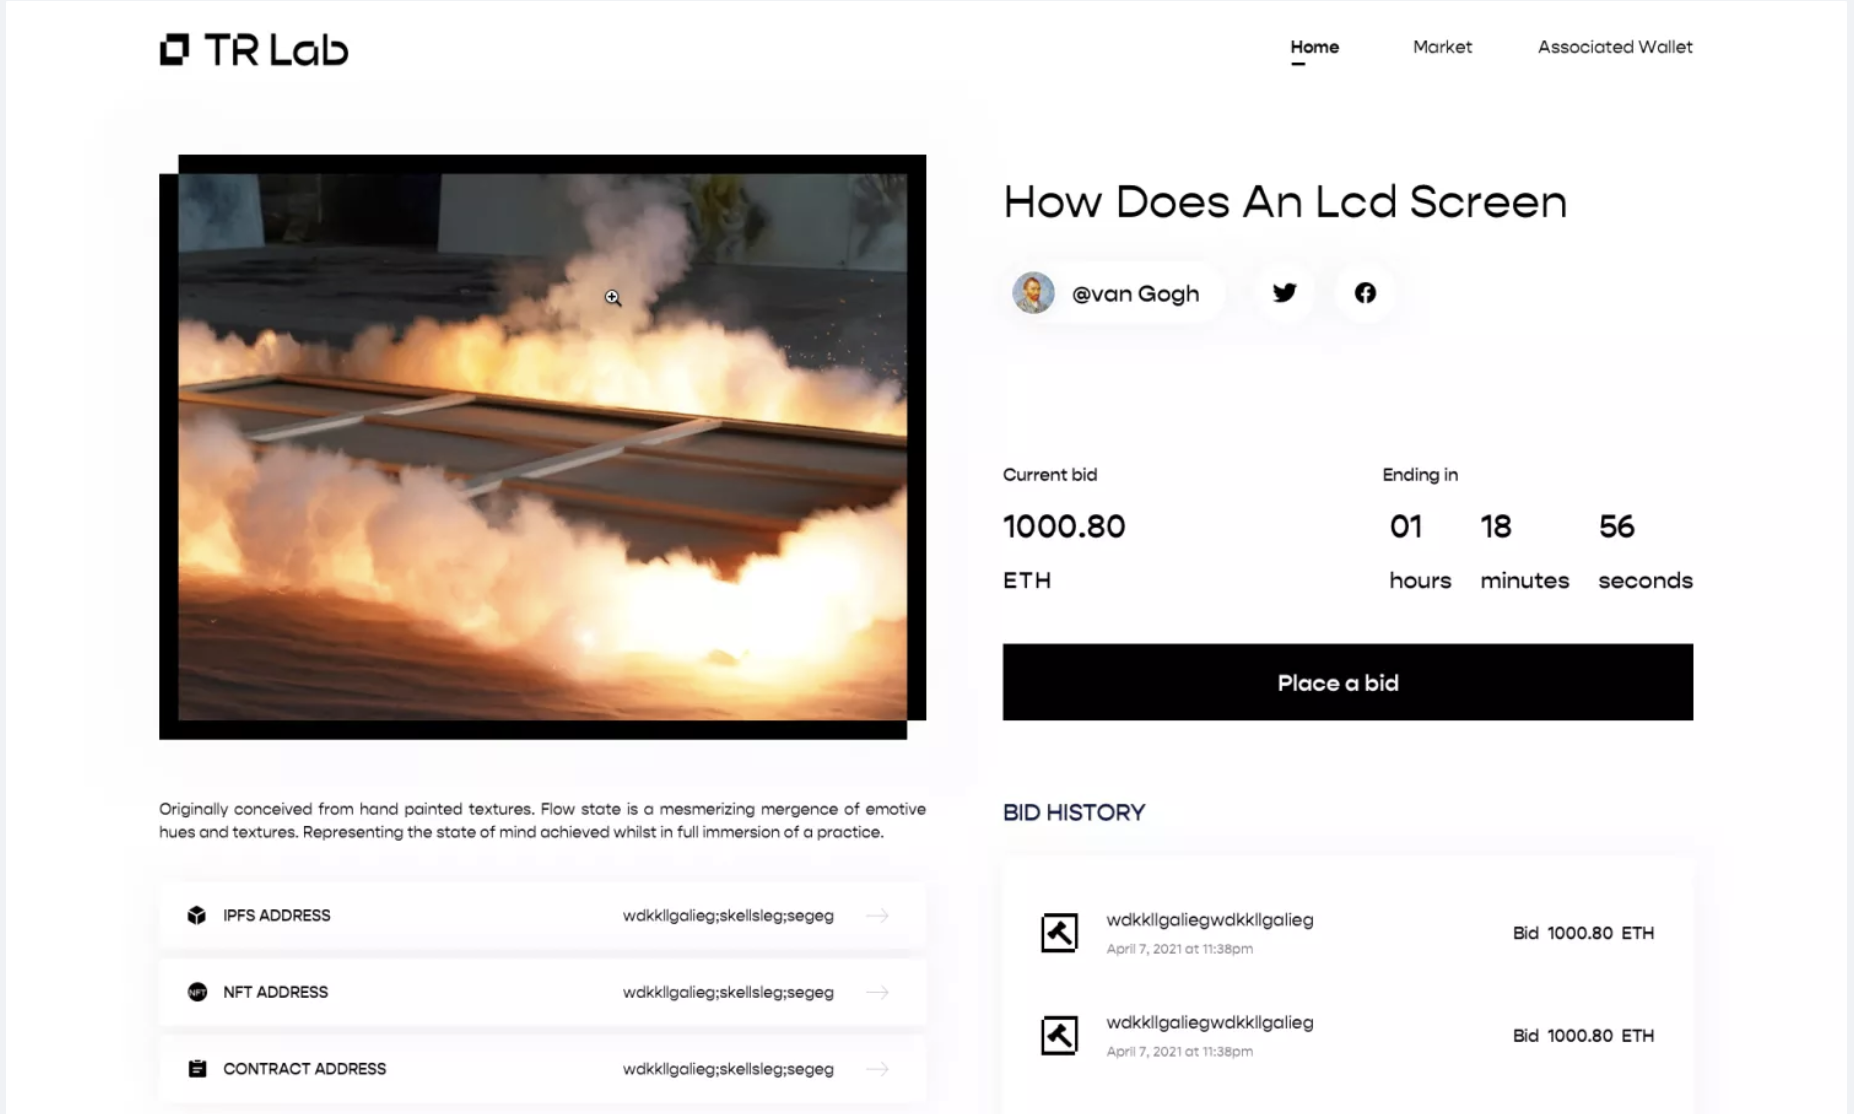 TR Lab
Home Market Associated Wallet
How Does An Lcd Screen
@van Gogh
Current bid
Ending in
1000.80
01 18 56
ETH
hours minutes seconds
Place a bid
Originally conceived from hand painted textures. Flow state is a mesmerizing mergence of emotive
hues and textures. Representing the state of mind achieved whilst in full immersion of a practice.
IPFS ADDRESS wdkkllgalieg;skellsleg;segeg
NFT NFT ADDRESS wdkkllgalieg;skellsleg;segeg
CONTRACT ADDRESS wdkkllgalieg;skellsleg;segeg
BID HISTORY
wdkkllgaliegwdkkllgalieg
April 7, 2021 at 11:38pm
Bid 1000.80 ETH
wdkkllgaliegwdkkllgalieg
April 7, 2021 at 11:38pm
Bid 1000.80 ETH